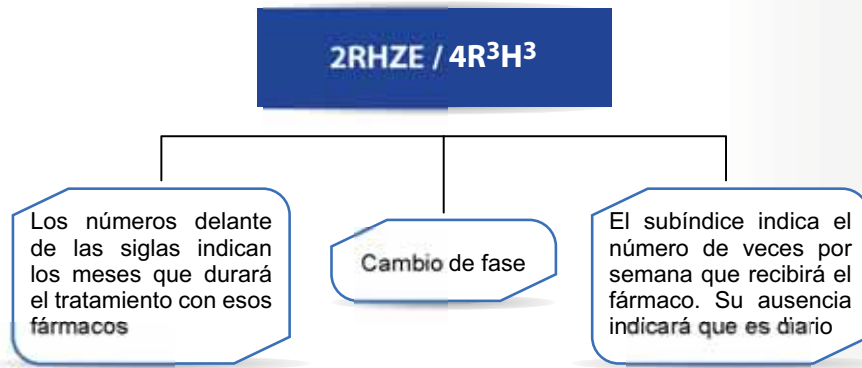 2RHZE / 4R³H³
Los números delante
de las siglas indican
los meses que durará
el tratamiento con esos
fármacos
Cambio de fase
El subíndice indica el
número de veces por
semana que recibirá el
fármaco. Su ausencia
indicará que es diario